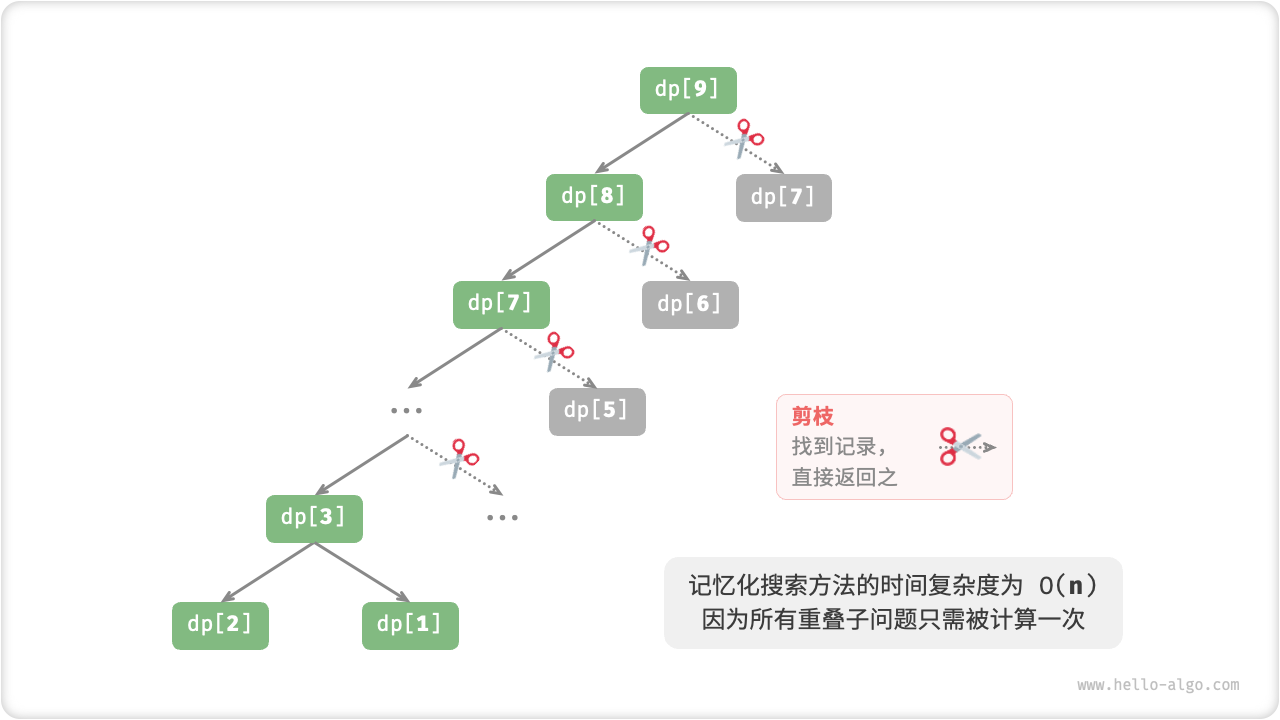 dp[9]
dp[8]
dp[7]
dp[7]
dp[6]
...
dp[5]
剪枝
找到记录，
直接返回之
dp[3]
...
dp[2]
dp[1]
记忆化搜索方法的时间复杂度为 O(n)
因为所有重叠子问题只需被计算一次
www.hello-algo.com